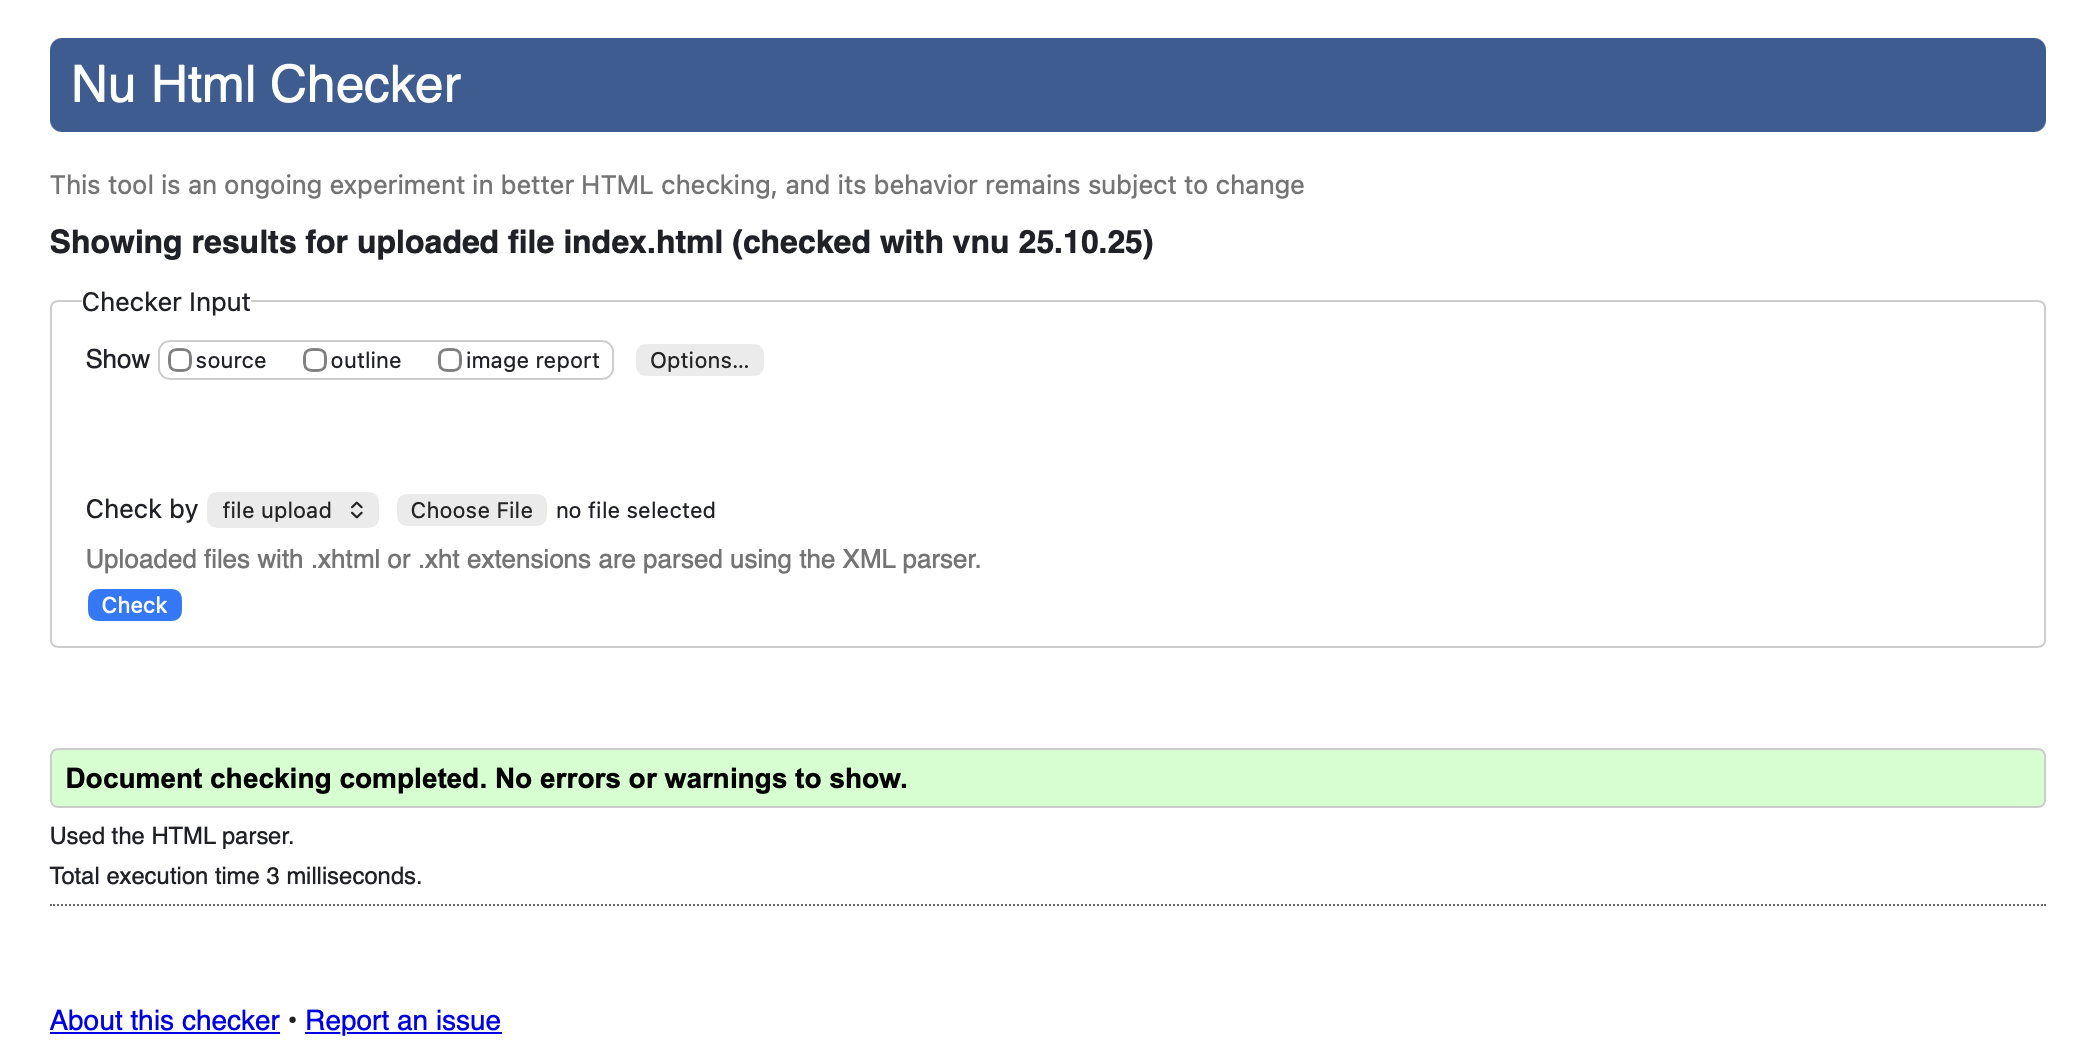 Nu Html Checker
This tool is an ongoing experiment in better HTML checking, and its behavior remains subject to change
Showing results for uploaded file index.html (checked with vnu 25.10.25)
Checker Input
Show source outline image report Options...
Check by file upload Choose File no file selected
Uploaded files with .xhtml or .xht extensions are parsed using the XML parser.
Check
Document checking completed. No errors or warnings to show.
Used the HTML parser.
Total execution time 3 milliseconds.
About this checker • Report an issue